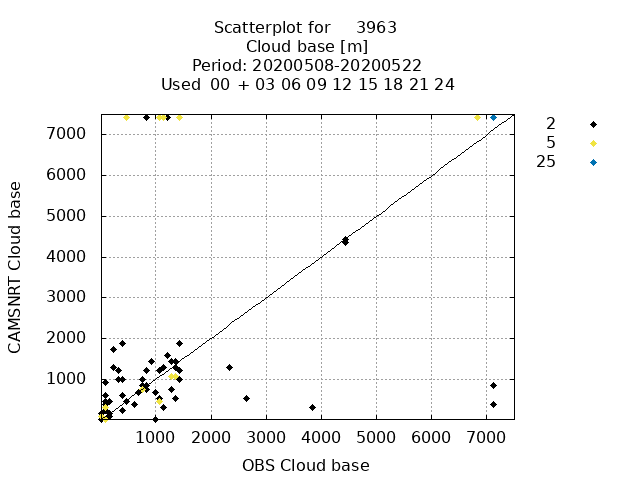 Scatterplot for 3963
Cloud base [m]
Period: 20200508-20200522
Used 00 + 03 06 09 12 15 18 21 24
2
5
25
7000
6000
5000
4000
3000
2000
1000
CAMSNRT Cloud base
1000 2000 3000 4000 5000 6000 7000
OBS Cloud base